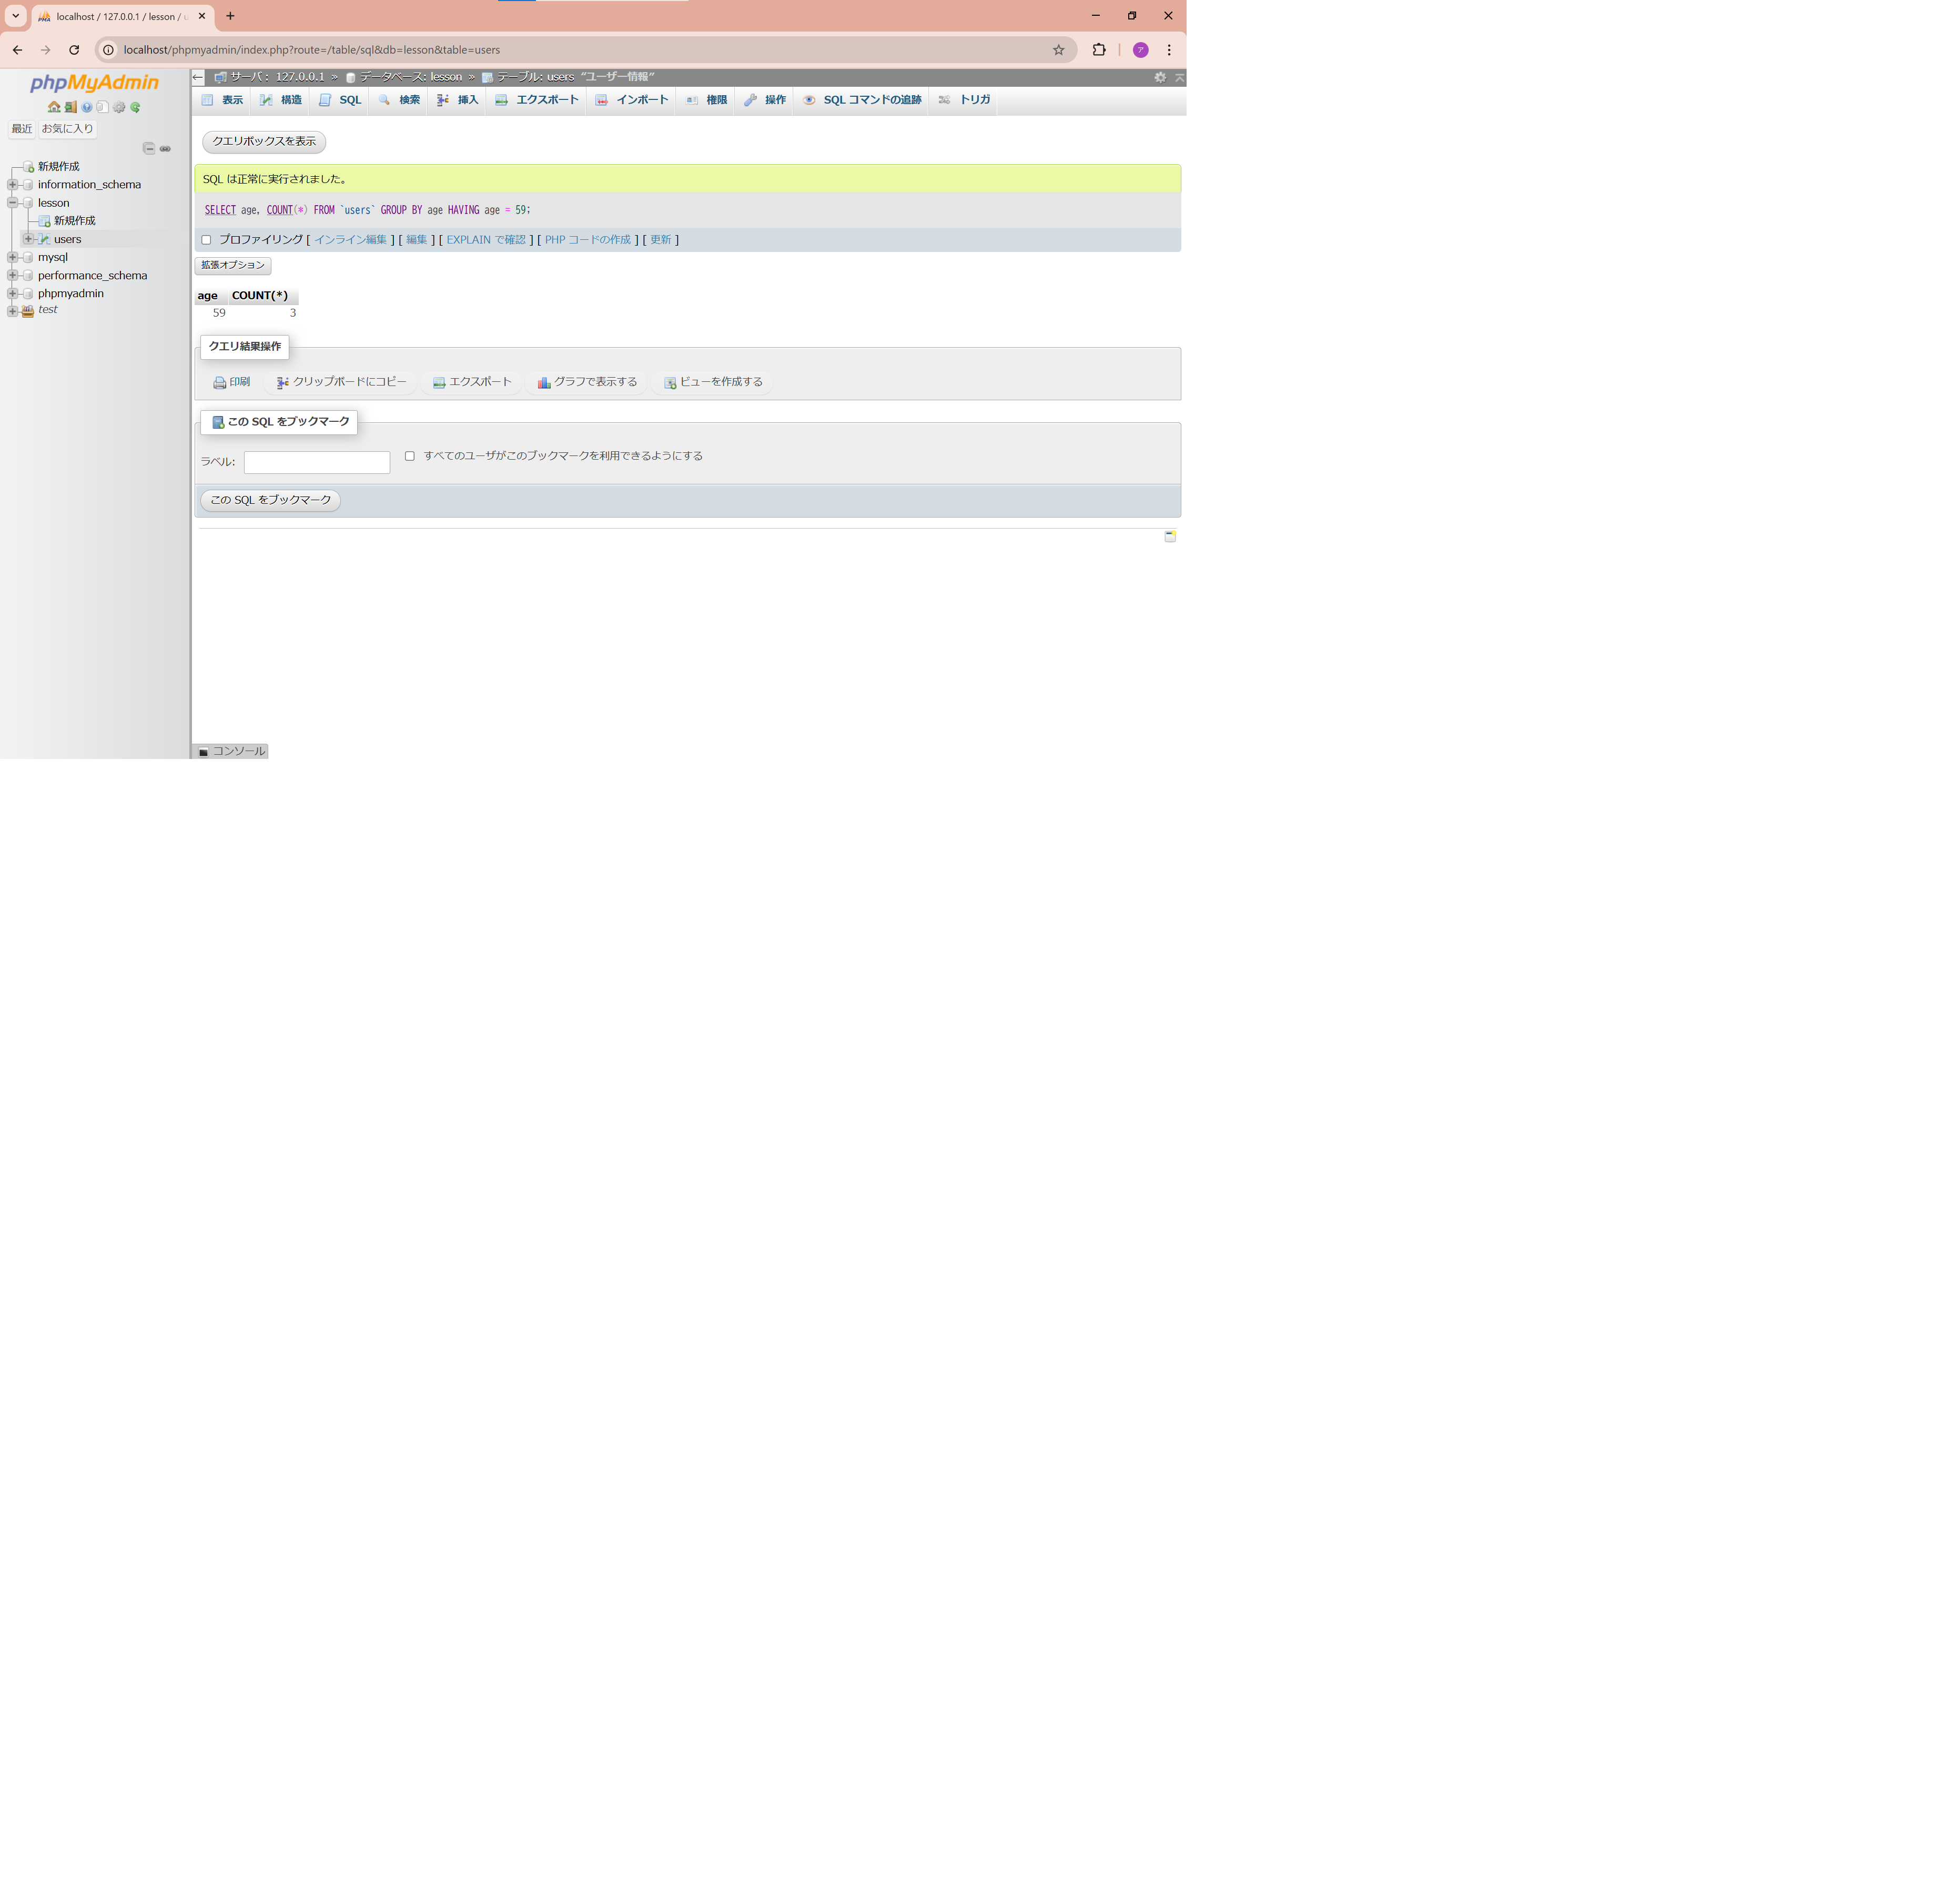 localhost / 127.0.0.1 / lesson / u
localhost/phpmyadmin/index.php?route=/table/sql&db=lesson&table=users
ア
phpMyAdmin
最近 お気に入り
新規作成
information_schema
lesson
新規作成
users
mysql
performance_schema
phpmyadmin
test
サーバ: 127.0.0.1 » データベース: lesson » テーブル: users "ユーザー情報"
表示 構造 SQL 検索 挿入 エクスポート インポート 権限 操作 SQL コマンドの追跡 トリガ
クエリボックスを表示
SQL は正常に実行されました。
SELECT age, COUNT(*) FROM `users` GROUP BY age HAVING age = 59;
プロファイリング [ インライン編集 ] [ 編集 ] [ EXPLAIN で確認 ] [ PHP コードの作成 ] [ 更新 ]
拡張オプション
age COUNT(*)
59 3
クエリ結果操作
印刷 クリップボードにコピー エクスポート グラフで表示する ビューを作成する
この SQL をブックマーク
ラベル: すべてのユーザがこのブックマークを利用できるようにする
この SQL をブックマーク
コンソール